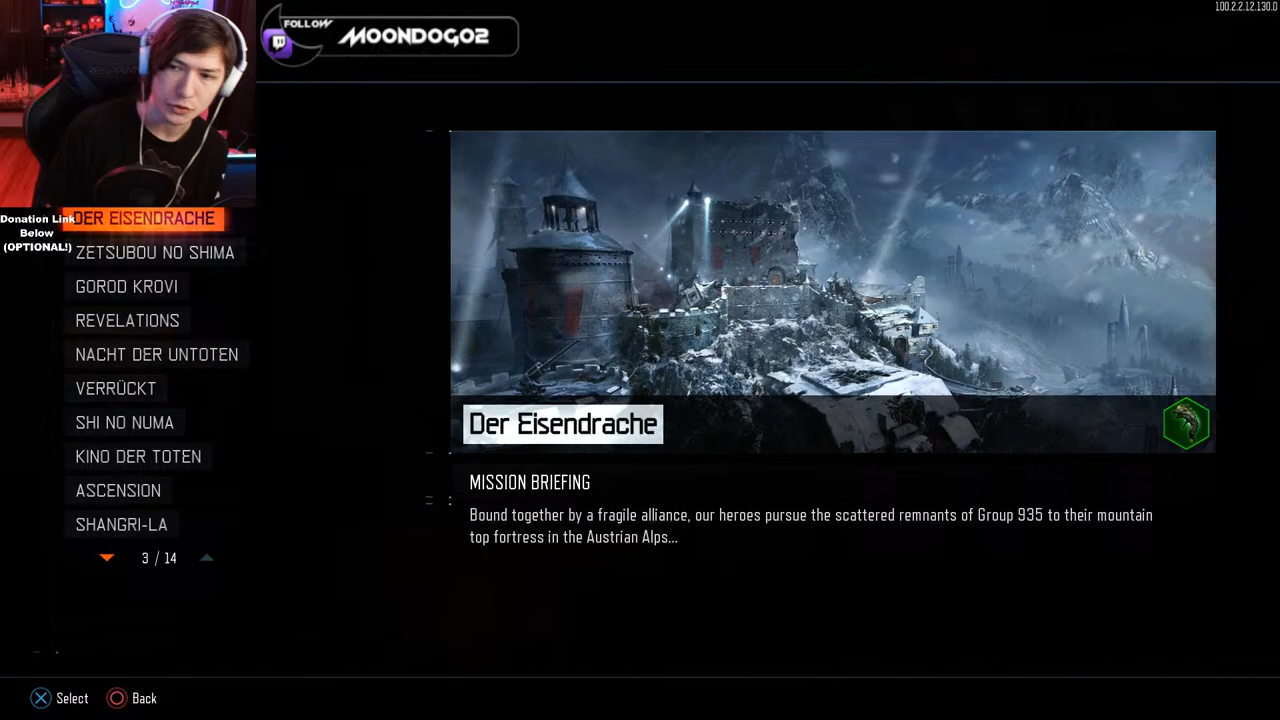 100.2.2.12.130.0
FOLLOW
MOONDOG02
Donation Link
Below
(OPTIONAL!)
DER EISENDRACHE
ZETSUBOU NO SHIMA
GOROD KROVI
REVELATIONS
NACHT DER UNTOTEN
VERRÜCKT
SHI NO NUMA
KINO DER TOTEN
ASCENSION
SHANGRI-LA
3 / 14
Der Eisendrache
MISSION BRIEFING
Bound together by a fragile alliance, our heroes pursue the scattered remnants of Group 935 to their mountain
top fortress in the Austrian Alps...
Select Back